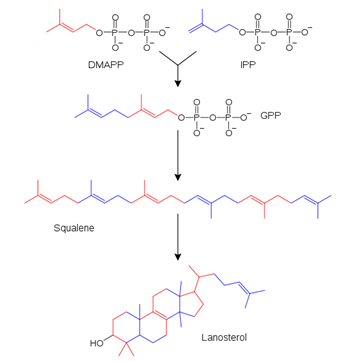 O O O O
O P O P O⁻ O P O P O⁻
O⁻ O⁻ O⁻ O⁻
DMAPP IPP
O O
O P O P O⁻ GPP
O⁻ O⁻
Squalene
Lanosterol
HO